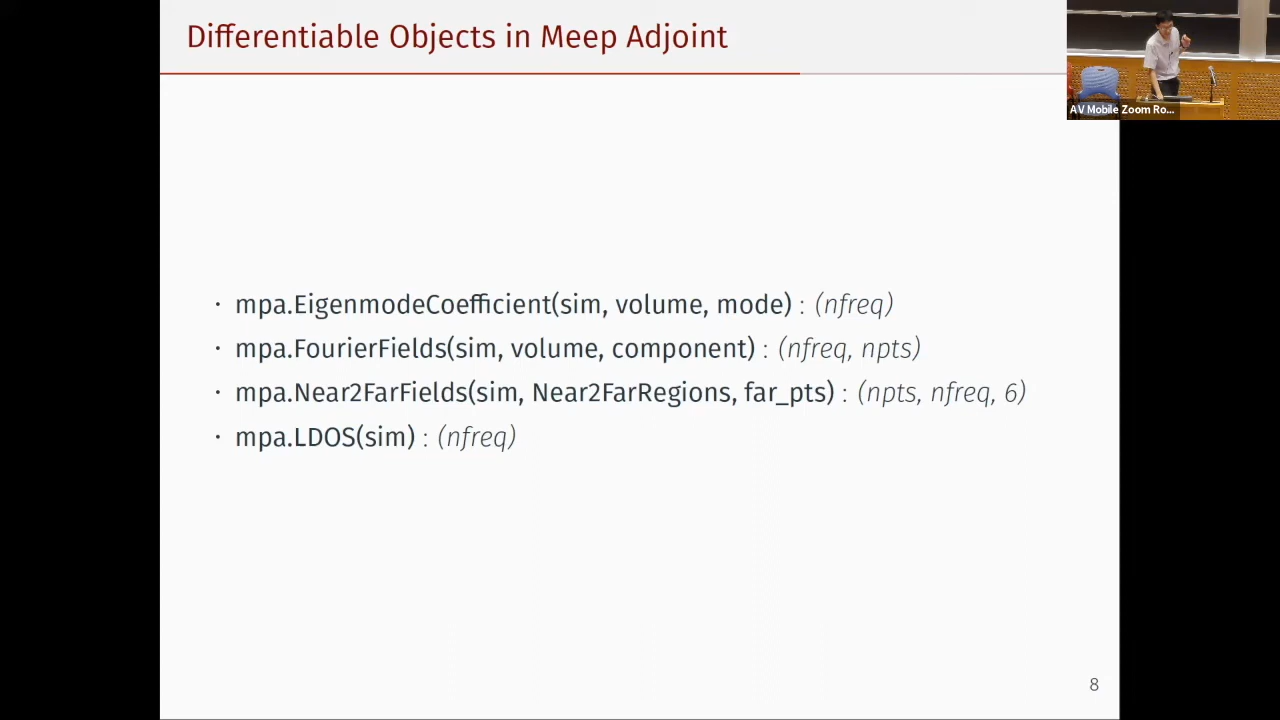 Differentiable Objects in Meep Adjoint
AV Mobile Zoom Ro...
· mpa.EigenmodeCoefficient(sim, volume, mode) : (nfreq)
· mpa.FourierFields(sim, volume, component) : (nfreq, npts)
· mpa.Near2FarFields(sim, Near2FarRegions, far_pts) : (npts, nfreq, 6)
· mpa.LDOS(sim) : (nfreq)
8